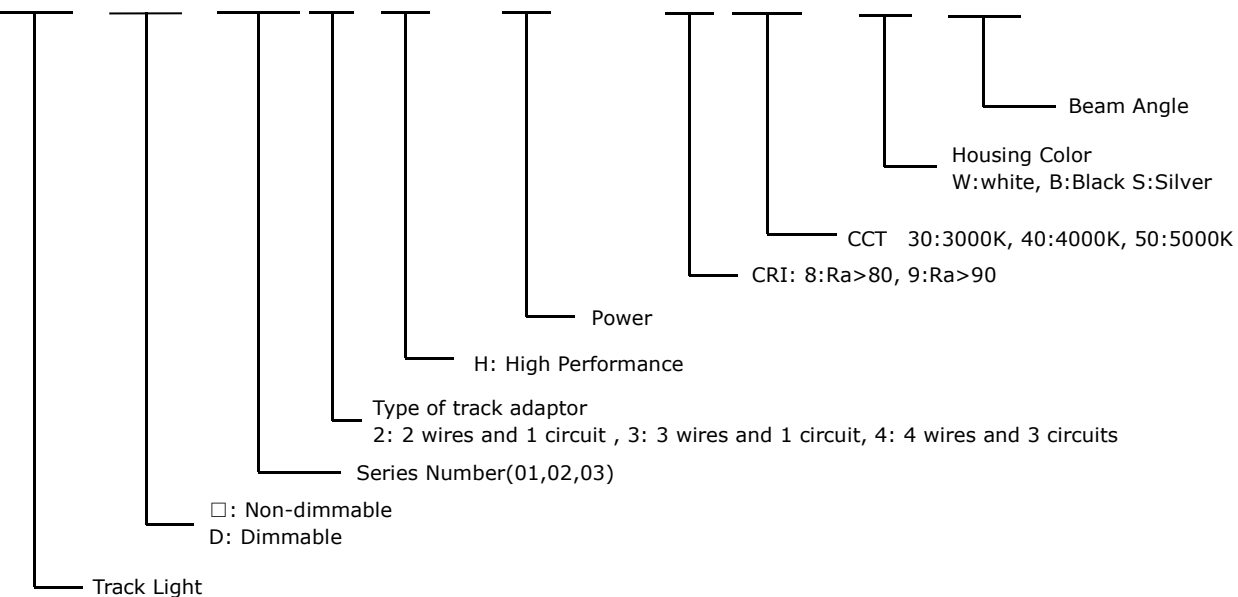 Beam Angle
Housing Color
W:white, B:Black S:Silver
CCT 30:3000K, 40:4000K, 50:5000K
CRI: 8:Ra>80, 9:Ra>90
Power
H: High Performance
Type of track adaptor
2: 2 wires and 1 circuit , 3: 3 wires and 1 circuit, 4: 4 wires and 3 circuits
Series Number(01,02,03)
□: Non-dimmable
D: Dimmable
Track Light